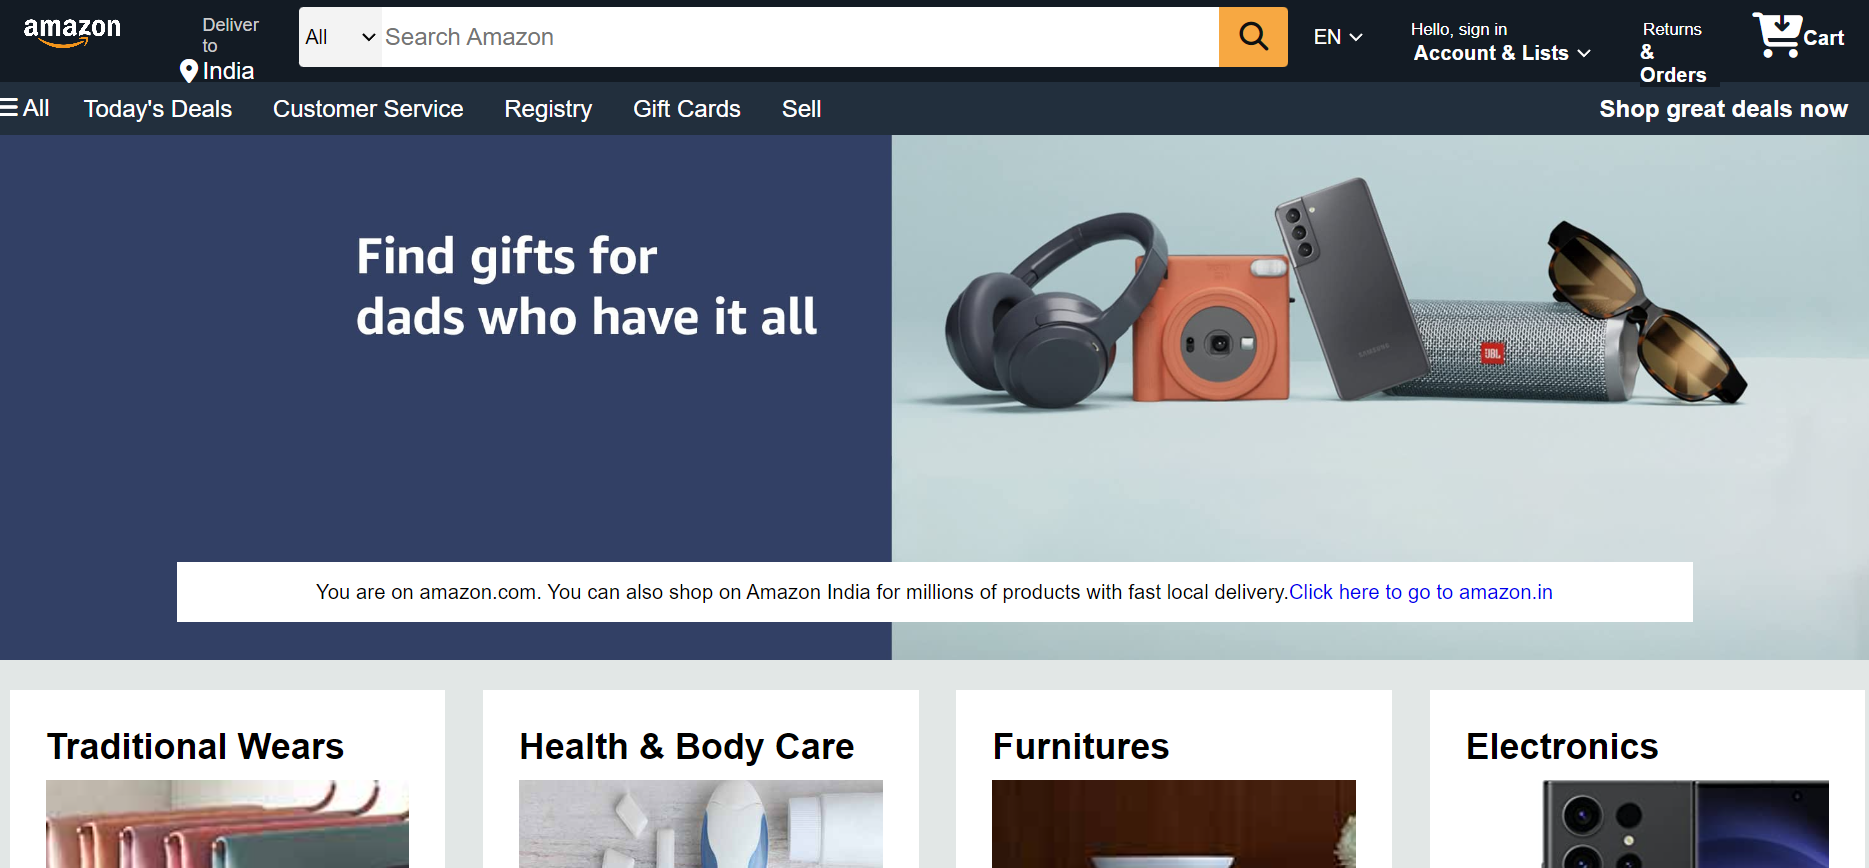 amazon
Deliver
to
India
All
Search Amazon
EN
Hello, sign in
Account & Lists
Returns
&
Orders
Cart
All
Today's Deals
Customer Service
Registry
Gift Cards
Sell
Shop great deals now
Find gifts for
dads who have it all
SAMSUNG
JBL
You are on amazon.com. You can also shop on Amazon India for millions of products with fast local delivery.Click here to go to amazon.in
Traditional Wears
Health & Body Care
Furnitures
Electronics